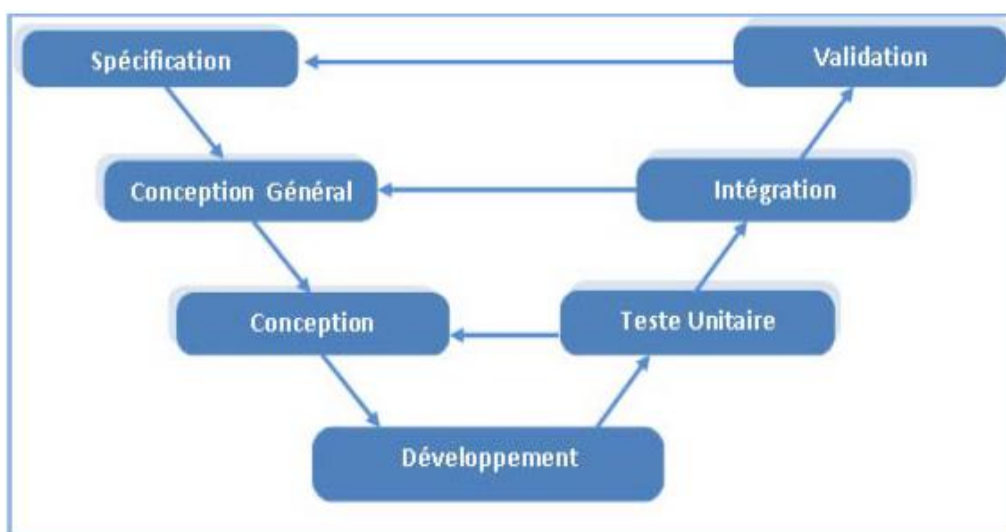 Spécification
Validation
Conception Général
Intégration
Conception
Teste Unitaire
Développement